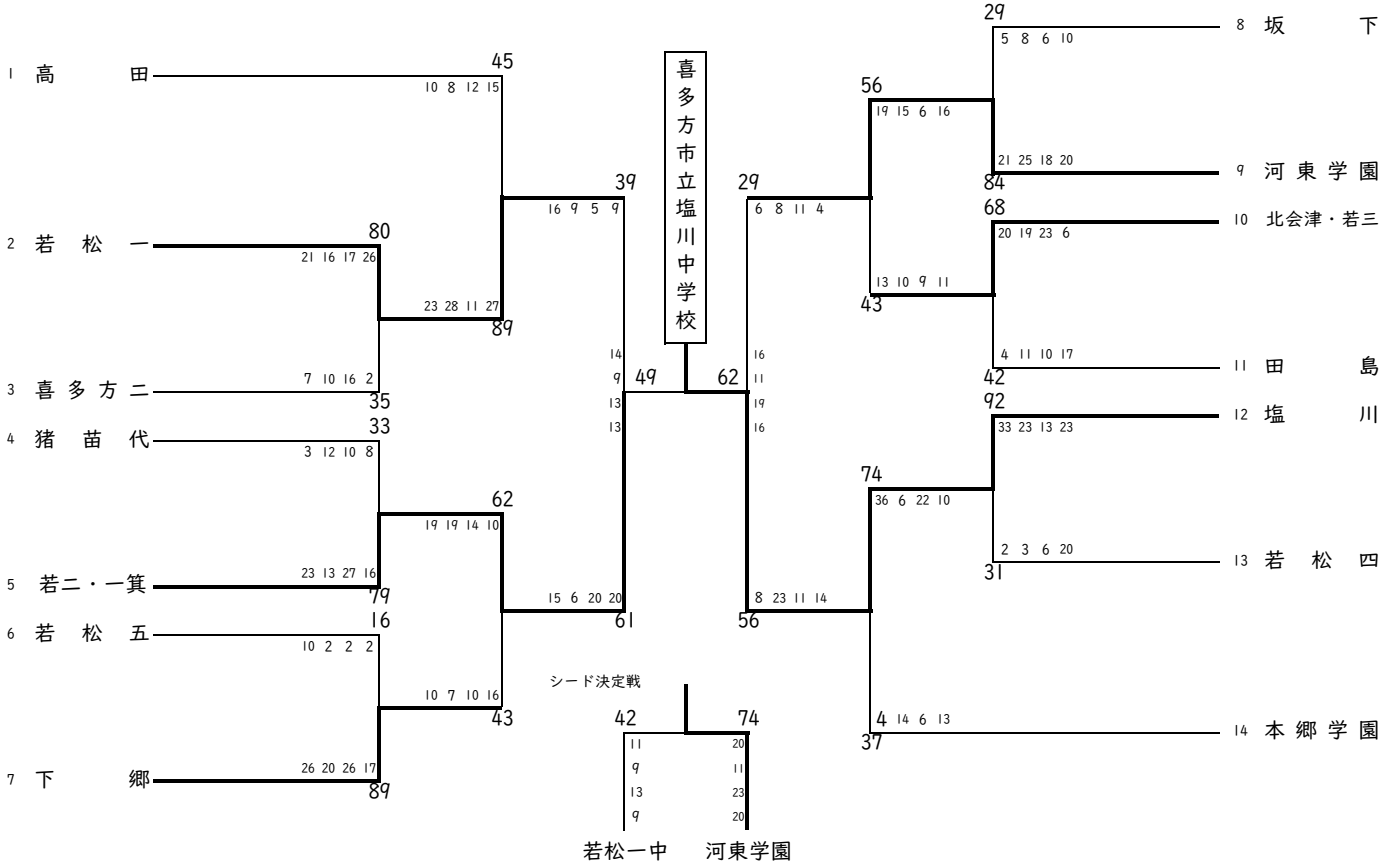 1 高田
45
10 8 12 15
2 若松一
80
21 16 17 26
23 28 11 27
89
3 喜多方二
7 10 16 2
35
4 猪苗代
33
3 12 10 8
5 若二・一箕
23 13 27 16
79
62
19 19 14 10
6 若松五
16
10 2 2 2
7 下郷
26 20 26 17
89
10 7 10 16
43
39
16 9 5 9
15 6 20 20
61
喜多方市立塩川中学校
49
14
9
13
13
62
16
11
19
16
29
6 8 11 4
8 23 11 14
56
56
19 15 6 16
13 10 9 11
43
74
36 6 22 10
4 14 6 13
37
29
5 8 6 10
8 坂下
21 25 18 20
84
9 河東学園
68
20 19 23 6
10 北会津・若三
4 11 10 17
42
11 田島
92
33 23 13 23
12 塩川
2 3 6 20
31
13 若松四
14 本郷学園
シード決定戦
42
11
9
13
9
74
20
11
23
20
若松一中 河東学園